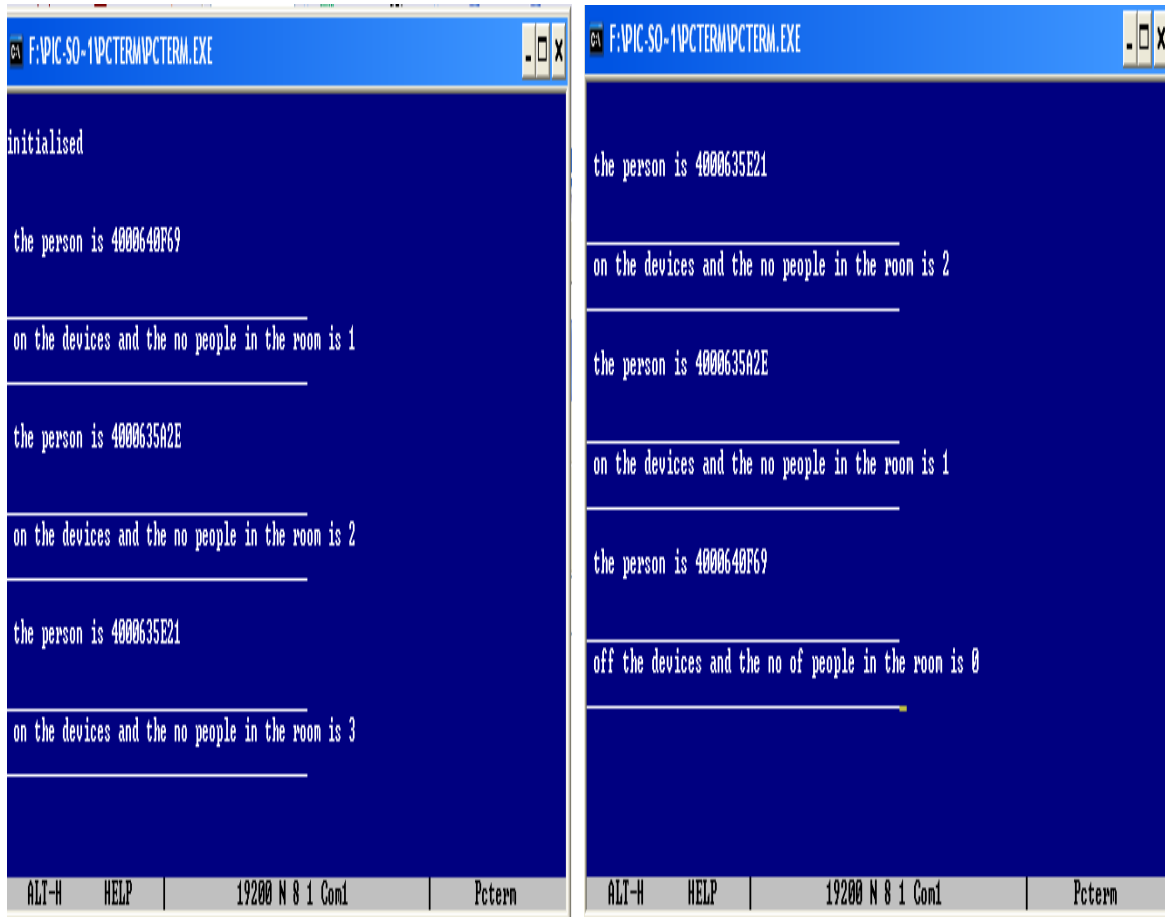 F:\PIC-SO~1\PCTERM\PCTERM.EXE
initialised
the person is 4000640F69
on the devices and the no people in the room is 1
the person is 4000635A2E
on the devices and the no people in the room is 2
the person is 4000635E21
on the devices and the no people in the room is 3
ALT-H HELP 19200 N 8 1 Com1 Pcterm
F:\PIC-SO~1\PCTERM\PCTERM.EXE
the person is 4000635E21
on the devices and the no people in the room is 2
the person is 4000635A2E
on the devices and the no people in the room is 1
the person is 4000640F69
off the devices and the no of people in the room is 0
ALT-H HELP 19200 N 8 1 Com1 Pcterm